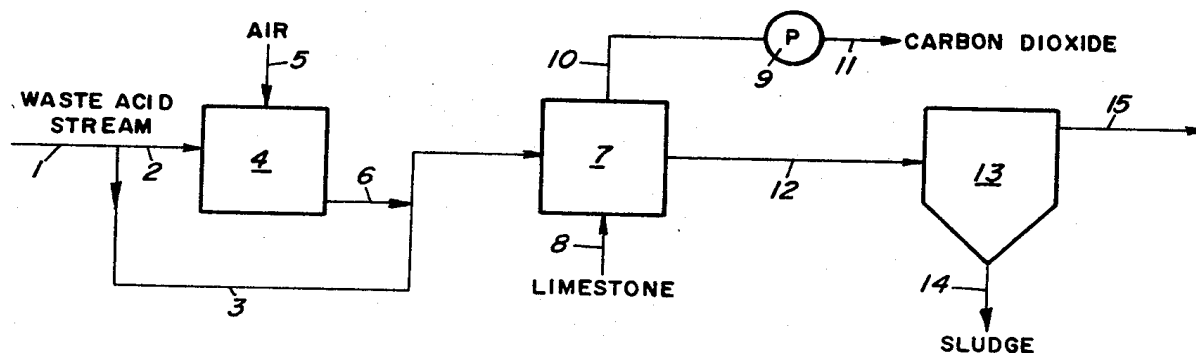 AIR
5
10
P
9
11
CARBON DIOXIDE
WASTE ACID
STREAM
1
2
4
6
7
12
13
15
8
3
LIMESTONE
14
SLUDGE